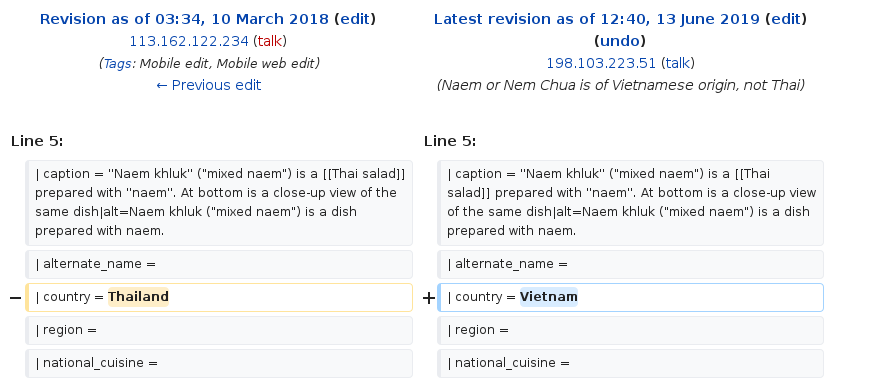 Revision as of 03:34, 10 March 2018 (edit)
113.162.122.234 (talk)
(Tags: Mobile edit, Mobile web edit)
← Previous edit
Latest revision as of 12:40, 13 June 2019 (edit)
(undo)
198.103.223.51 (talk)
(Naem or Nem Chua is of Vietnamese origin, not Thai)
Line 5:
Line 5:
| caption = ''Naem khluk'' ("mixed naem") is a [[Thai salad]]
prepared with ''naem''. At bottom is a close-up view of the
same dish|alt=Naem khluk ("mixed naem") is a dish
prepared with naem.
| caption = ''Naem khluk'' ("mixed naem") is a [[Thai
salad]] prepared with ''naem''. At bottom is a close-up view
of the same dish|alt=Naem khluk ("mixed naem") is a dish
prepared with naem.
| alternate_name =
| alternate_name =
− | country = Thailand
+ | country = Vietnam
| region =
| region =
| national_cuisine =
| national_cuisine =